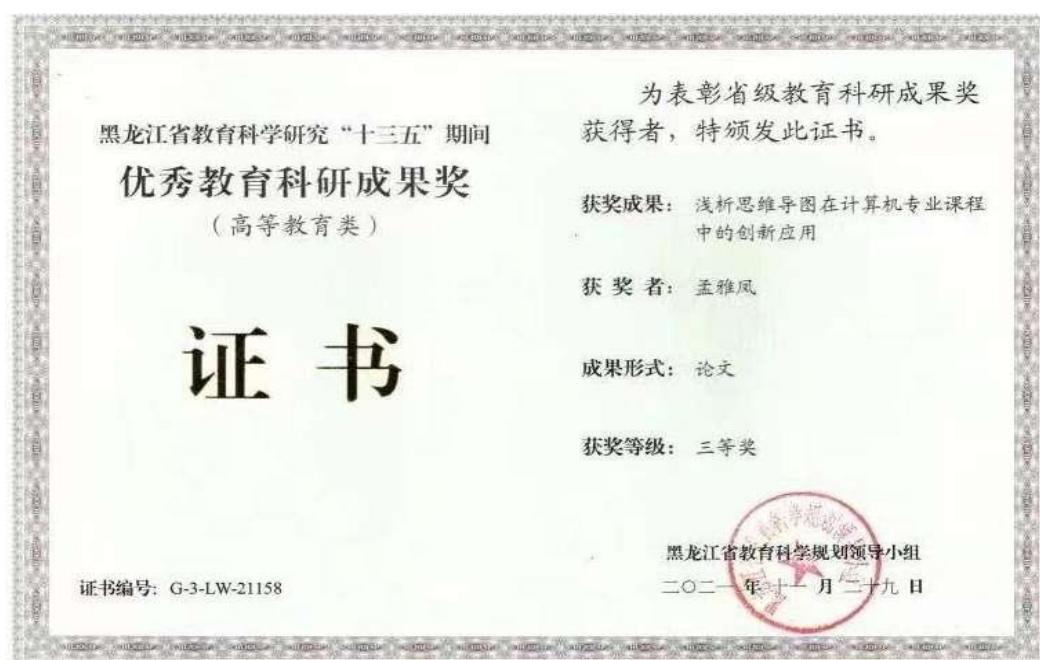 黑龙江省教育科学研究“十三五”期间
优秀教育科研成果奖
（高等教育类）
证书
证书编号：G-3-LW-21158
为表彰省级教育科研成果奖
获得者，特颁发此证书。
获奖成果：浅析思维导图在计算机专业课程
中的创新应用
获奖者：孟雅凤
成果形式：论文
获奖等级：三等奖
黑龙江省教育科学规划领导小组
二〇二一年十一月二十九日